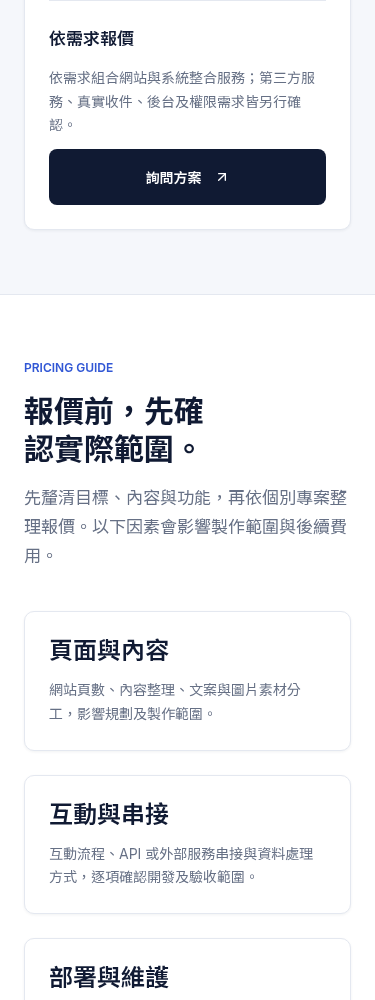 依需求報價
依需求組合網站與系統整合服務；第三方服
務、真實收件、後台及權限需求皆另行確
認。
詢問方案
PRICING GUIDE
報價前，先確
認實際範圍。
先釐清目標、內容與功能，再依個別專案整
理報價。以下因素會影響製作範圍與後續費
用。
頁面與內容
網站頁數、內容整理、文案與圖片素材分
工，影響規劃及製作範圍。
互動與串接
互動流程、API 或外部服務串接與資料處理
方式，逐項確認開發及驗收範圍。
部署與維護